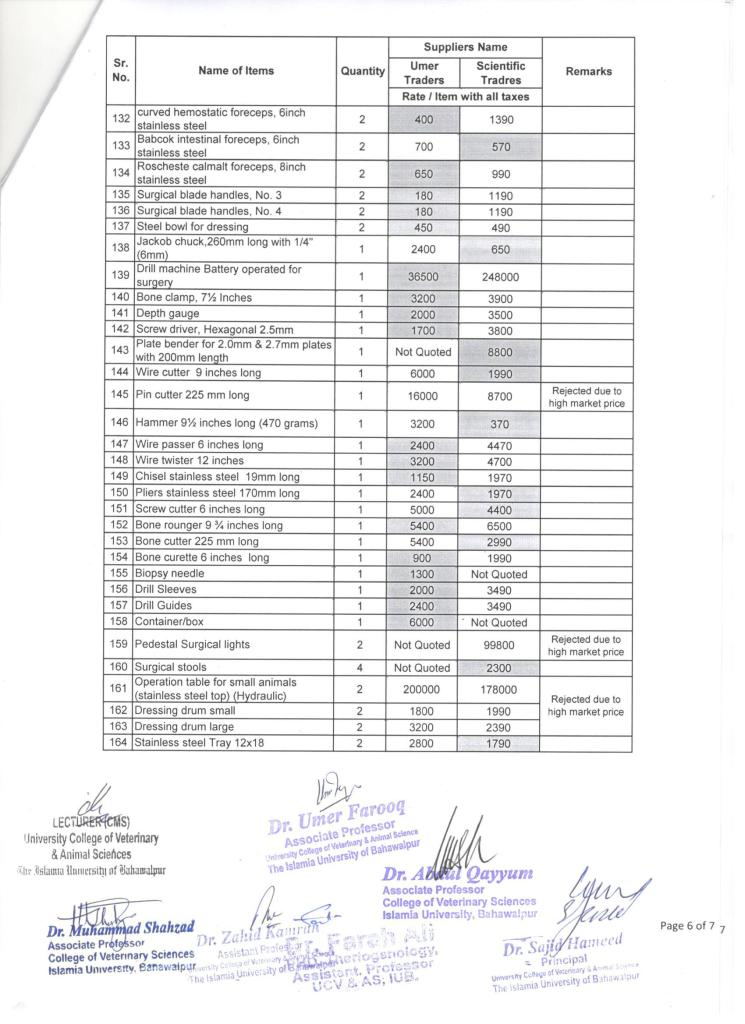 Sr. No. | Name of Items | Quantity | Suppliers Name | Remarks
Umer Traders | Scientific Tradres
Rate / Item with all taxes
132 | curved hemostatic foreceps, 6inch stainless steel | 2 | 400 | 1390
133 | Babcok intestinal foreceps, 6inch stainless steel | 2 | 700 | 570
134 | Roscheste calmalt foreceps, 8inch stainless steel | 2 | 650 | 990
135 | Surgical blade handles, No. 3 | 2 | 180 | 1190
136 | Surgical blade handles, No. 4 | 2 | 180 | 1190
137 | Steel bowl for dressing | 2 | 450 | 490
138 | Jackob chuck,260mm long with 1/4" (6mm) | 1 | 2400 | 650
139 | Drill machine Battery operated for surgery | 1 | 36500 | 248000
140 | Bone clamp, 7½ Inches | 1 | 3200 | 3900
141 | Depth gauge | 1 | 2000 | 3500
142 | Screw driver, Hexagonal 2.5mm | 1 | 1700 | 3800
143 | Plate bender for 2.0mm & 2.7mm plates with 200mm length | 1 | Not Quoted | 8800
144 | Wire cutter 9 inches long | 1 | 6000 | 1990
145 | Pin cutter 225 mm long | 1 | 16000 | 8700 | Rejected due to high market price
146 | Hammer 9½ inches long (470 grams) | 1 | 3200 | 370
147 | Wire passer 6 inches long | 1 | 2400 | 4470
148 | Wire twister 12 inches | 1 | 3200 | 4700
149 | Chisel stainless steel 19mm long | 1 | 1150 | 1970
150 | Pliers stainless steel 170mm long | 1 | 2400 | 1970
151 | Screw cutter 6 inches long | 1 | 5000 | 4400
152 | Bone rounger 9 ¾ inches long | 1 | 5400 | 6500
153 | Bone cutter 225 mm long | 1 | 5400 | 2990
154 | Bone curette 6 inches long | 1 | 900 | 1990
155 | Biopsy needle | 1 | 1300 | Not Quoted
156 | Drill Sleeves | 1 | 2000 | 3490
157 | Drill Guides | 1 | 2400 | 3490
158 | Container/box | 1 | 6000 | Not Quoted
159 | Pedestal Surgical lights | 2 | Not Quoted | 99800 | Rejected due to high market price
160 | Surgical stools | 4 | Not Quoted | 2300
161 | Operation table for small animals (stainless steel top) (Hydraulic) | 2 | 200000 | 178000 | Rejected due to high market price
162 | Dressing drum small | 2 | 1800 | 1990
163 | Dressing drum large | 2 | 3200 | 2390
164 | Stainless steel Tray 12x18 | 2 | 2800 | 1790
LECTURER(CMS)
University College of Veterinary
& Animal Sciences
The Islamia University of Bahawalpur
Dr. Umer Farooq
Associate Professor
University College of Veterinary & Animal Science
The Islamia University of Bahawalpur
Dr. Abdul Qayyum
Associate Professor
College of Veterinary Sciences
Islamia University, Bahawalpur
Dr. Muhammad Shahzad
Associate Professor
College of Veterinary Sciences
Islamia University, Bahawalpur
Dr. Zahid Kamran
Assistant Professor
University College of Veterinary &
The Islamia University of
Dr. Farah Ali
Assistant. Professor
UCV & AS, IUB.
Dr. Sajid Hameed
Principal
University College of Veterinary & Animal Science
The Islamia University of Bahawalpur
Page 6 of 7
7